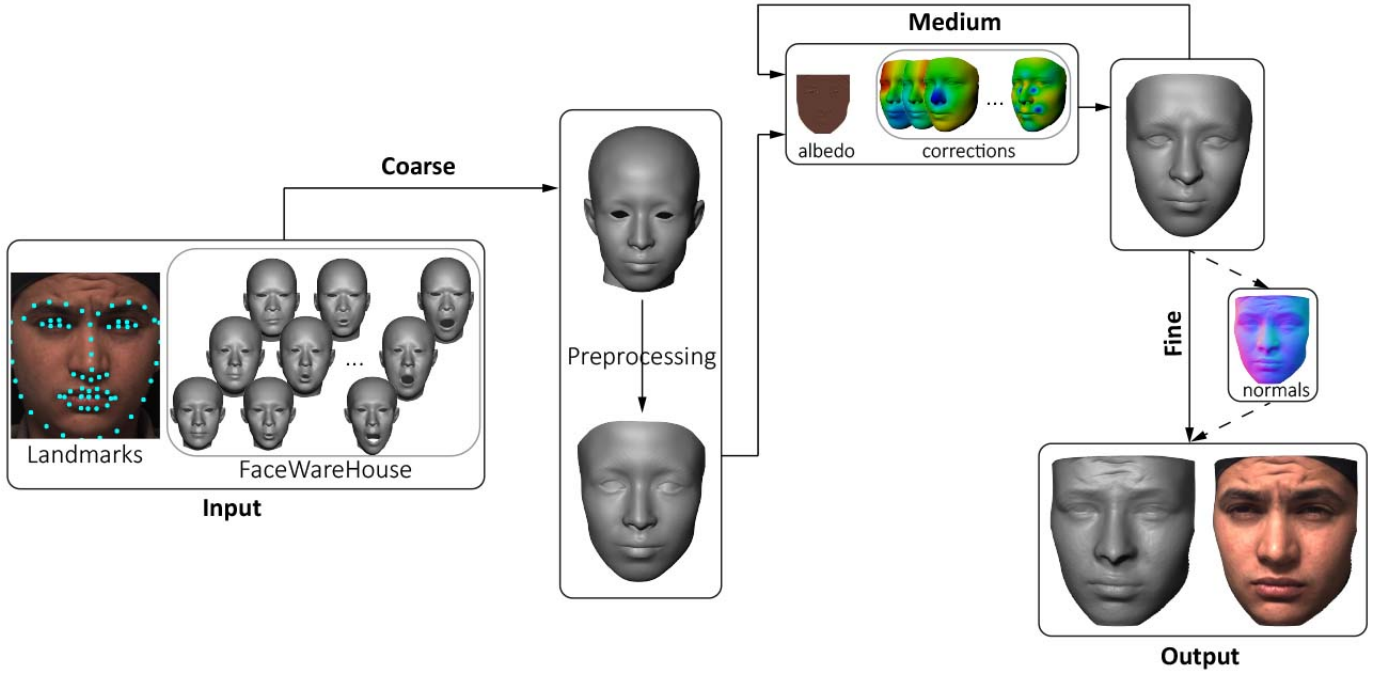 Medium
albedo
...
corrections
Coarse
Preprocessing
Fine
normals
...
Landmarks
FaceWareHouse
Input
Output